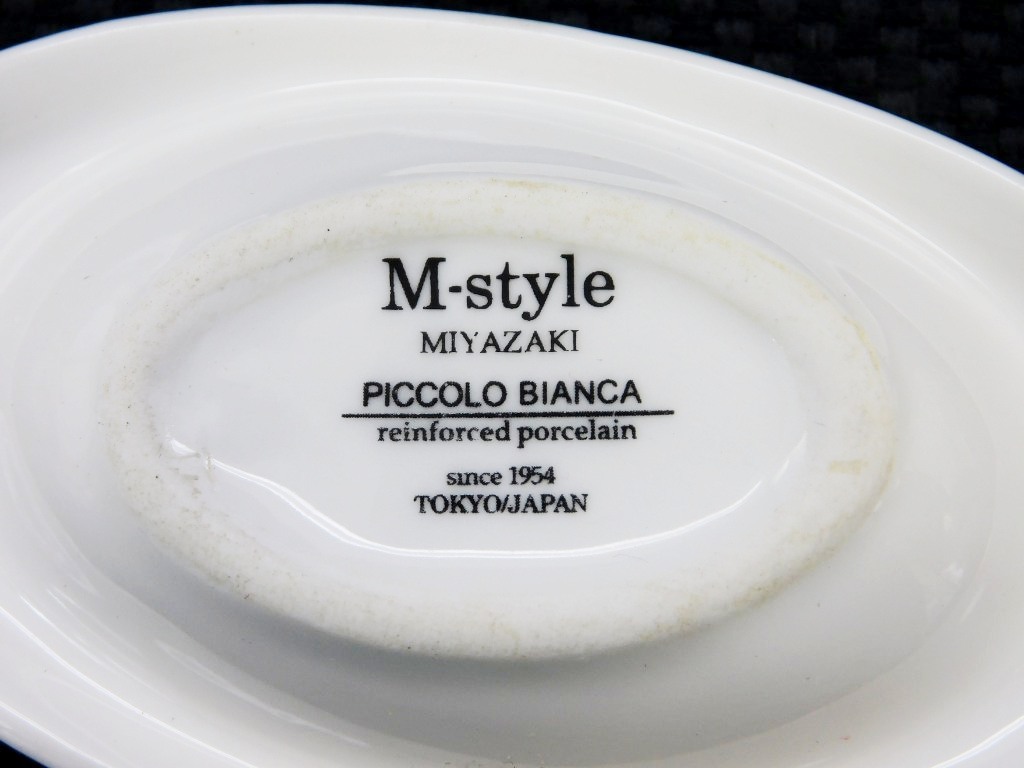 M-style
MIYAZAKI
PICCOLO BIANCA
reinforced porcelain
since 1954
TOKYO/JAPAN